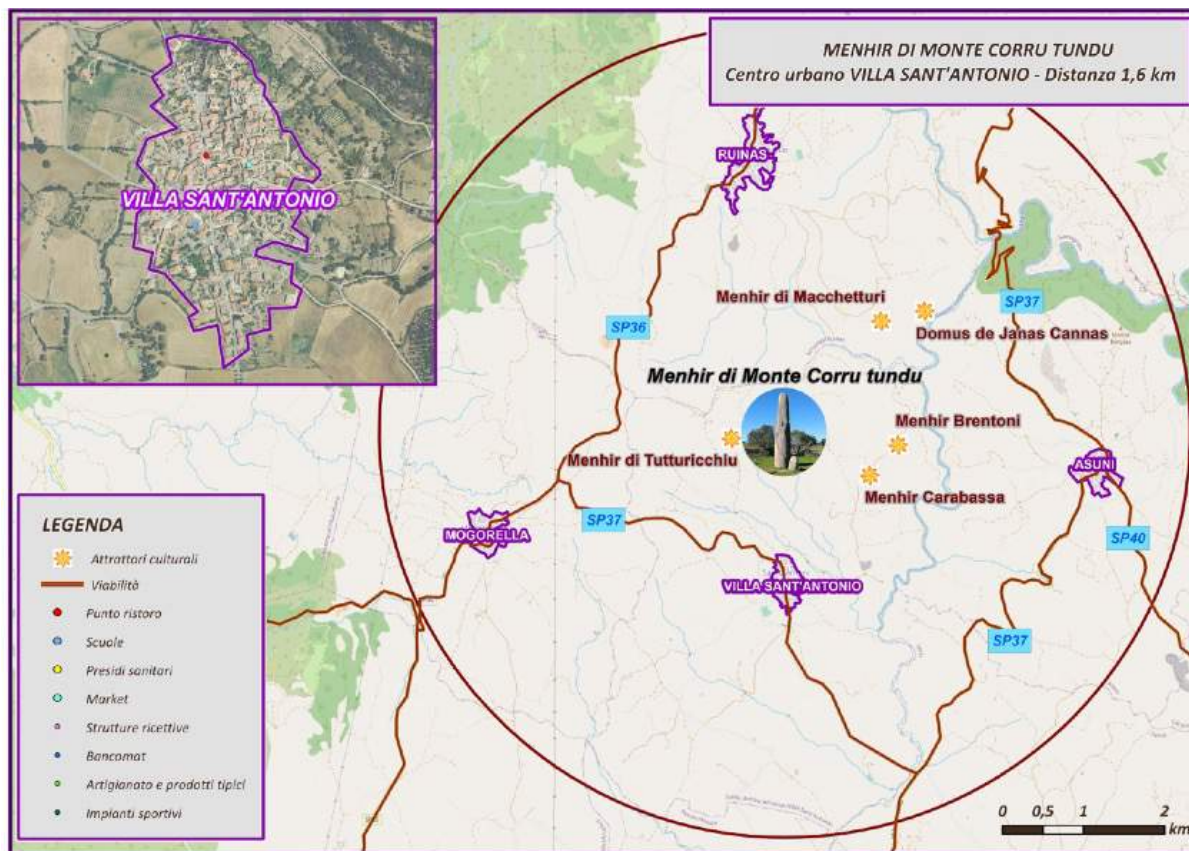 MENHIR DI MONTE CORRU TUNDU
Centro urbano VILLA SANT'ANTONIO - Distanza 1,6 km
VILLA SANT'ANTONIO
RUINAS
SP36
Menhir di Macchetturi
SP37
Domus de Janas Cannas
Menhir di Monte Corru tundu
Menhir Brentoni
Menhir di Tutturicchiu
ASUNI
Menhir Carabassa
SP37
MOGORELLA
SP40
VILLA SANT'ANTONIO
SP37
LEGENDA
Attrattori culturali
Viabilità
Punto ristoro
Scuole
Presidi sanitari
Market
Strutture ricettive
Bancomat
Artigianato e prodotti tipici
Impianti sportivi
0 0,5 1 2
km